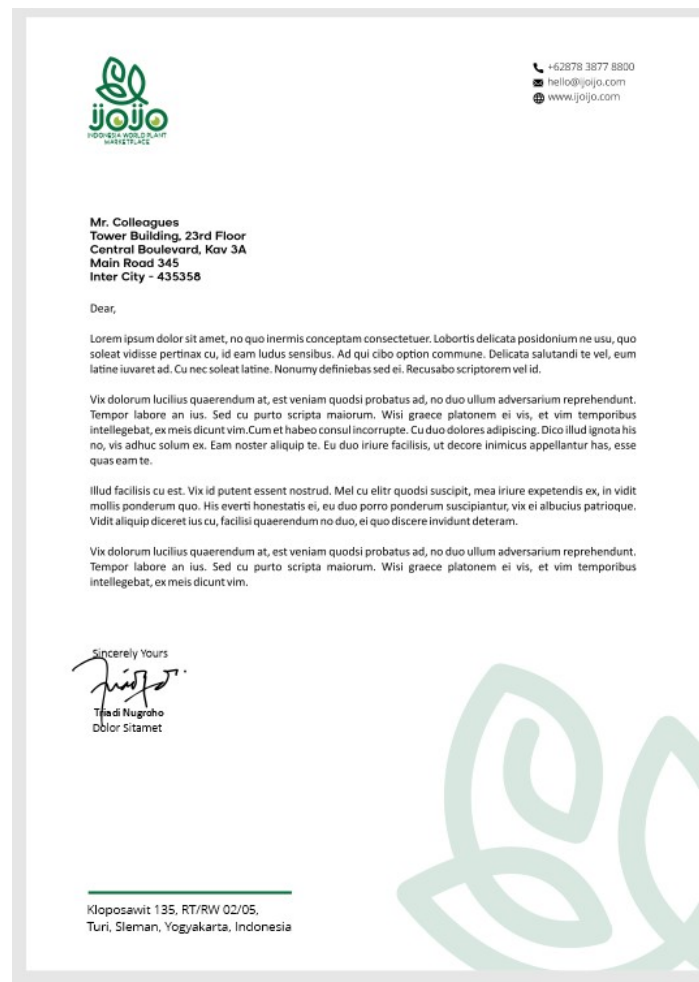 ijojo
INDONESIA WORLD PLANT
MARKETPLACE
+62878 3877 8800
hello@ijoijo.com
www.ijoijo.com
Mr. Colleagues
Tower Building, 23rd Floor
Central Boulevard, Kav 3A
Main Road 345
Inter City - 435358
Dear,
Lorem ipsum dolor sit amet, no quo inermis conceptam consectetuer. Lobortis delicata posidonium ne usu, quo
soleat vidisse pertinax cu, id eam ludus sensibus. Ad qui cibo option commune. Delicata salutandi te vel, eum
latine iuvaret ad. Cu nec soleat latine. Nonumy definiebas sed ei. Recusabo scriptorem vel id.
Vix dolorum lucilius quaerendum at, est veniam quodsi probatus ad, no duo ullum adversarium reprehendunt.
Tempor labore an ius. Sed cu purto scripta maiorum. Wisi graece platonem ei vis, et vim temporibus
intellegebat, ex meis dicunt vim.Cum et habeo consul incorrupte. Cu duo dolores adipiscing. Dico illud ignota his
no, vis adhuc solum ex. Eam noster aliquip te. Eu duo iriure facilisis, ut decore inimicus appellantur has, esse
quas eam te.
Illud facilisis cu est. Vix id putent essent nostrud. Mel cu elitr quodsi suscipit, mea iriure expetendis ex, in vidit
mollis ponderum quo. His everti honestatis ei, eu duo porro ponderum suscipiantur, vix ei albucius patrioque.
Vidit aliquip diceret ius cu, facilisi quaerendum no duo, ei quo discere invidunt deteram.
Vix dolorum lucilius quaerendum at, est veniam quodsi probatus ad, no duo ullum adversarium reprehendunt.
Tempor labore an ius. Sed cu purto scripta maiorum. Wisi graece platonem ei vis, et vim temporibus
intellegebat, ex meis dicunt vim.
Sincerely Yours
Triadi Nugroho
Dolor Sitamet
Kloposawit 135, RT/RW 02/05,
Turi, Sleman, Yogyakarta, Indonesia